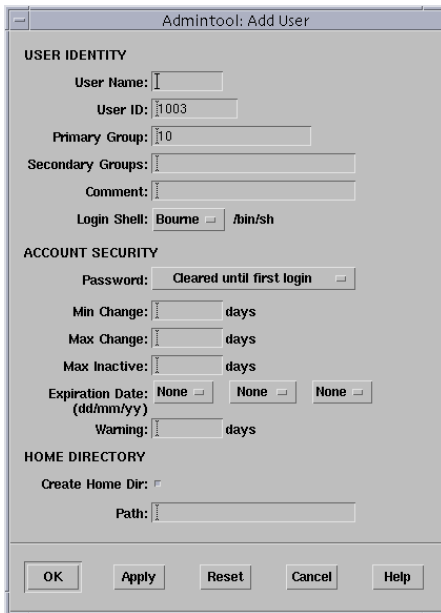 Admintool: Add User
USER IDENTITY
User Name:
User ID: 1003
Primary Group: 10
Secondary Groups:
Comment:
Login Shell: Bourne /bin/sh
ACCOUNT SECURITY
Password: Cleared until first login
Min Change: days
Max Change: days
Max Inactive: days
Expiration Date: None None None
(dd/mm/yy)
Warning: days
HOME DIRECTORY
Create Home Dir:
Path:
OK Apply Reset Cancel Help